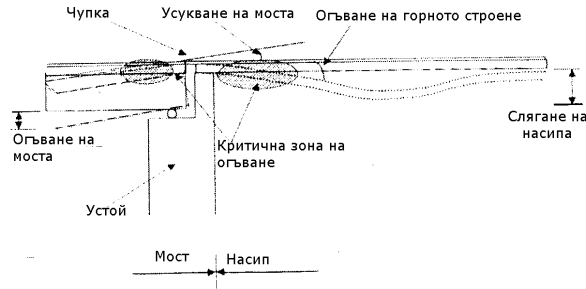 Чупка
Усукване на моста
Огъване на горното строене
Огъване на
моста
Критична зона на
огъване
Слягане на
насипа
Устой
Мост
Насип